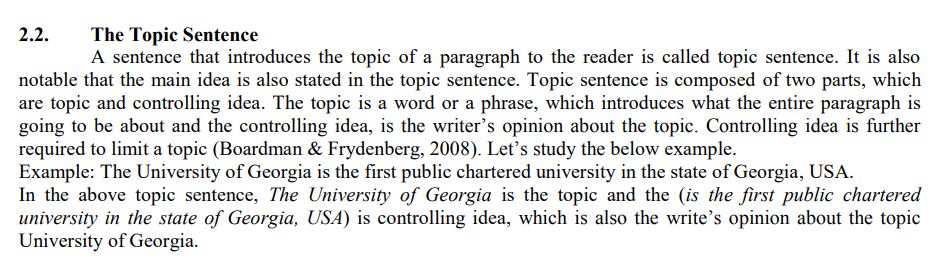 2.2. The Topic Sentence
A sentence that introduces the topic of a paragraph to the reader is called topic sentence. It is also
notable that the main idea is also stated in the topic sentence. Topic sentence is composed of two parts, which
are topic and controlling idea. The topic is a word or a phrase, which introduces what the entire paragraph is
going to be about and the controlling idea, is the writer’s opinion about the topic. Controlling idea is further
required to limit a topic (Boardman & Frydenberg, 2008). Let’s study the below example.
Example: The University of Georgia is the first public chartered university in the state of Georgia, USA.
In the above topic sentence, The University of Georgia is the topic and the (is the first public chartered
university in the state of Georgia, USA) is controlling idea, which is also the write’s opinion about the topic
University of Georgia.